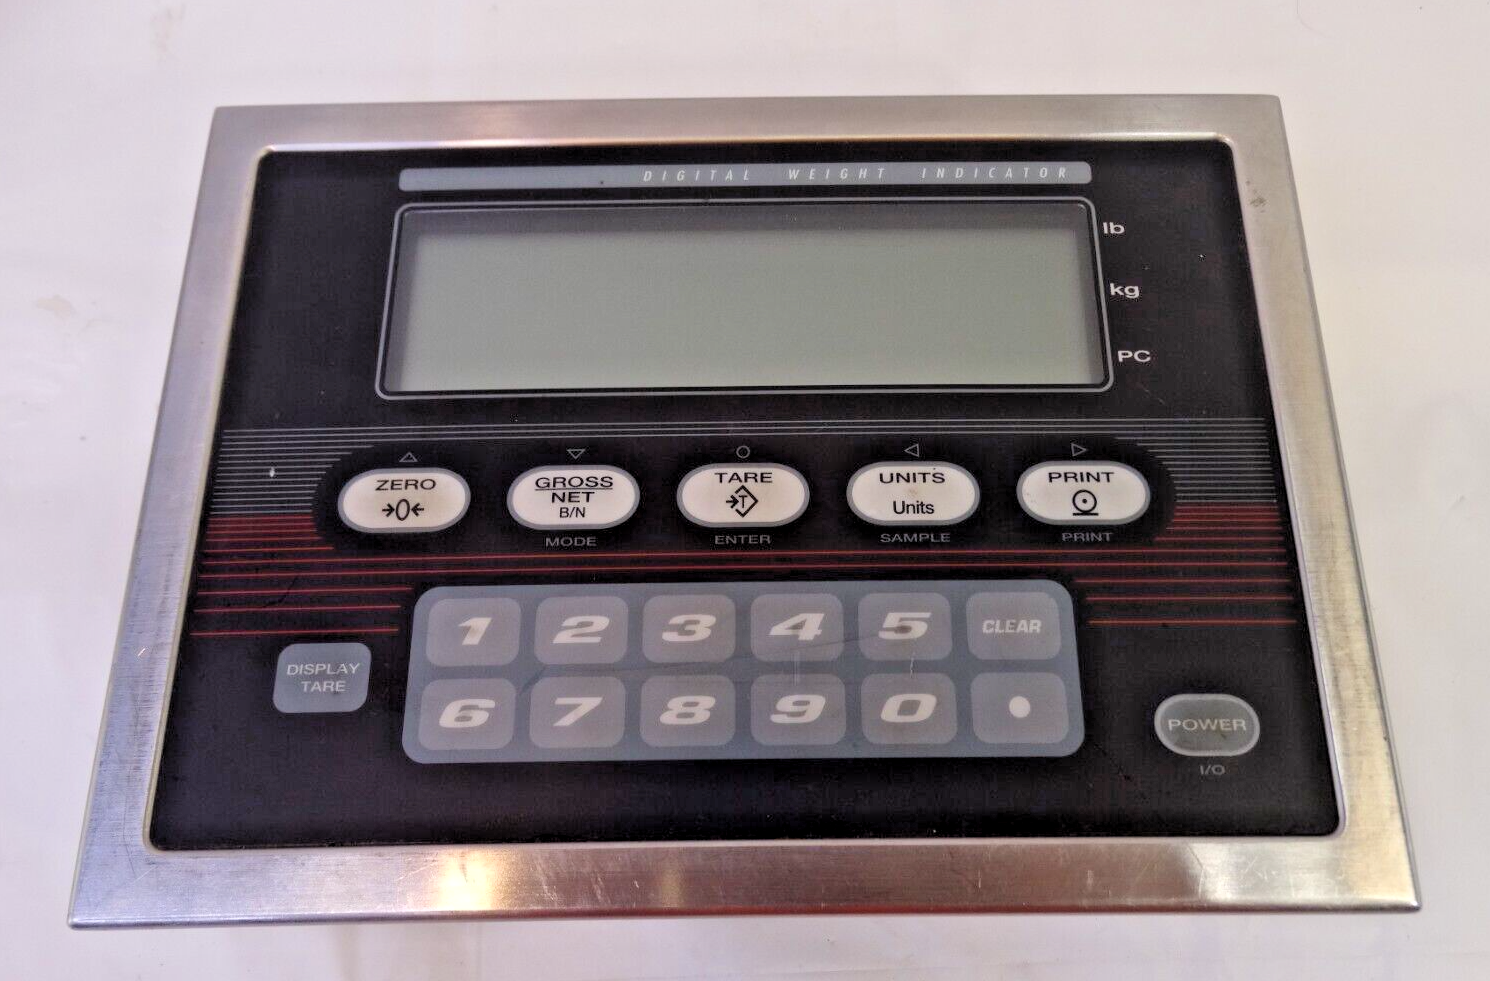 DIGITAL WEIGHT INDICATOR
lb
kg
PC
ZERO
→0←
GROSS
NET
B/N
MODE
TARE
→T
ENTER
UNITS
Units
SAMPLE
PRINT
PRINT
1 2 3 4 5 CLEAR
DISPLAY
TARE
6 7 8 9 0 .
POWER
I/O